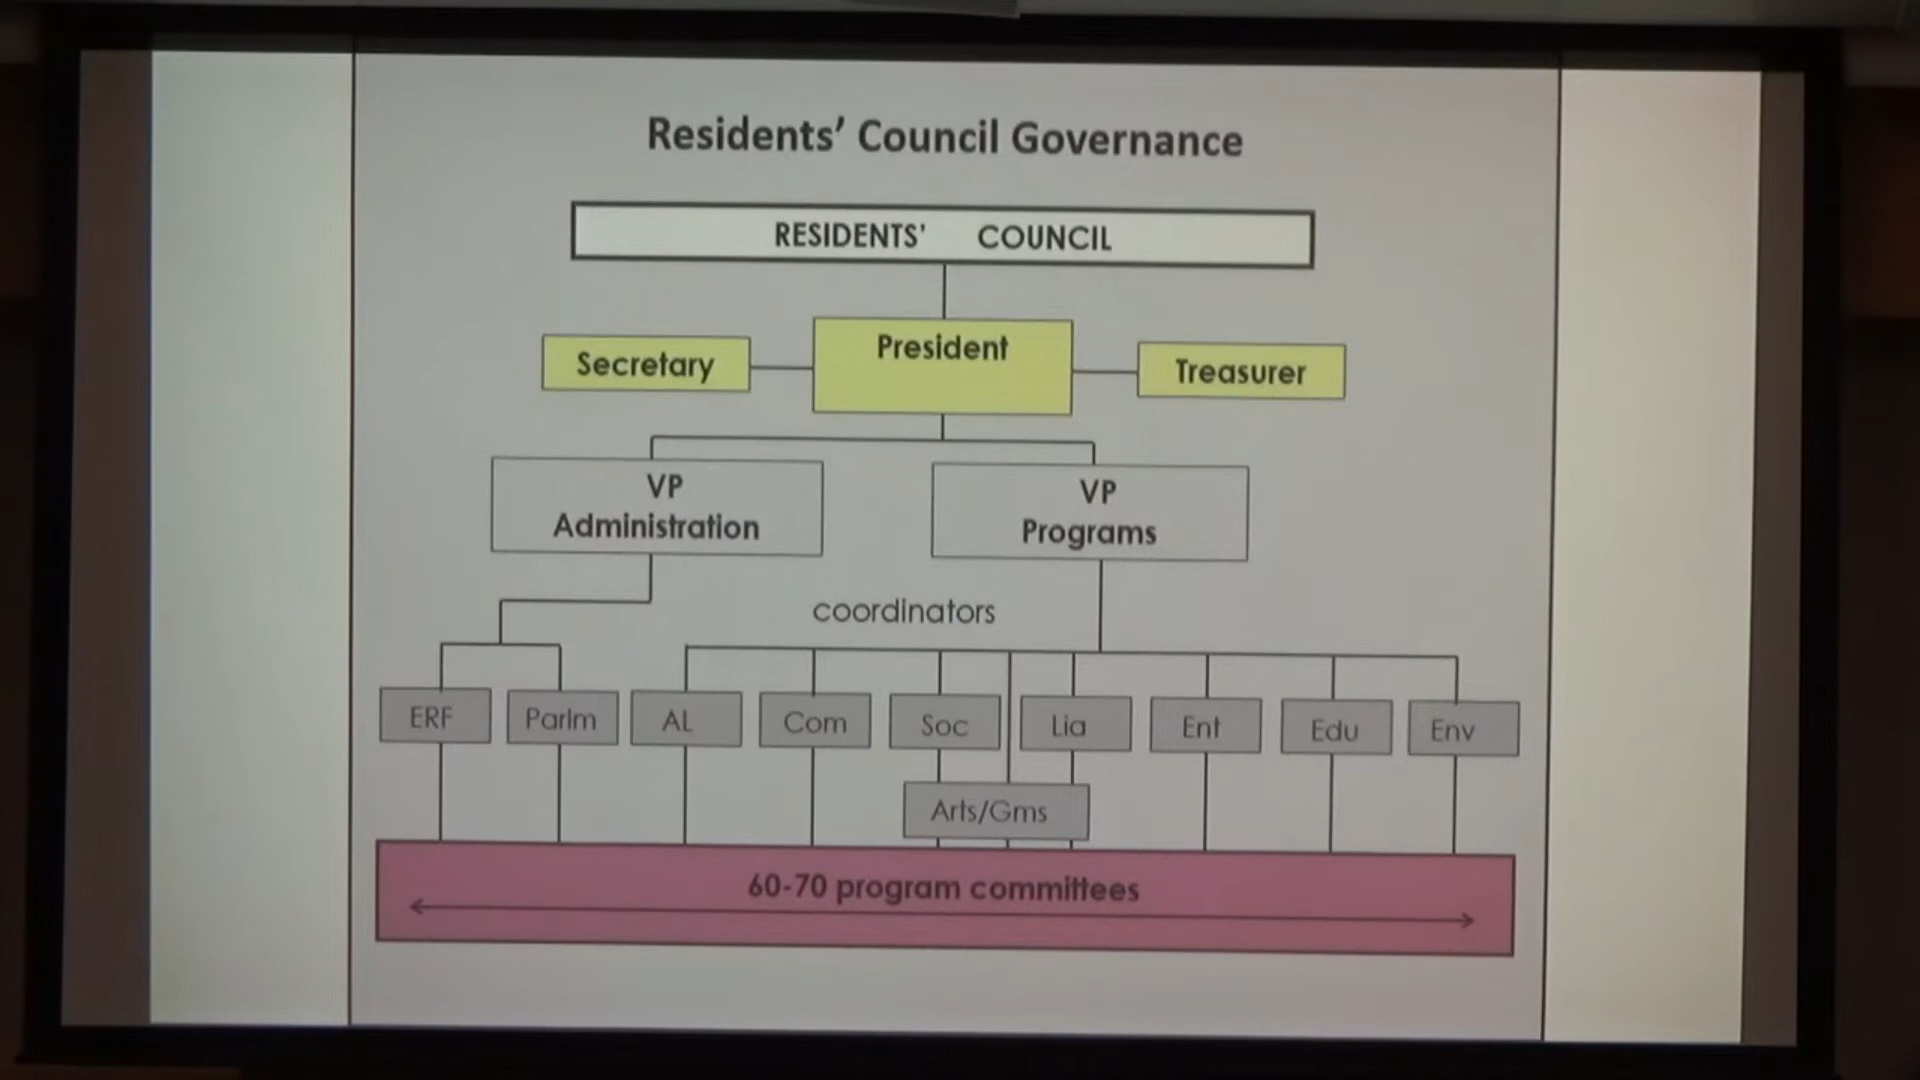 Residents’ Council Governance
RESIDENTS' COUNCIL
Secretary
President
Treasurer
VP
Administration
VP
Programs
coordinators
ERF
Parlm
AL
Com
Soc
Lia
Ent
Edu
Env
Arts/Gms
60-70 program committees